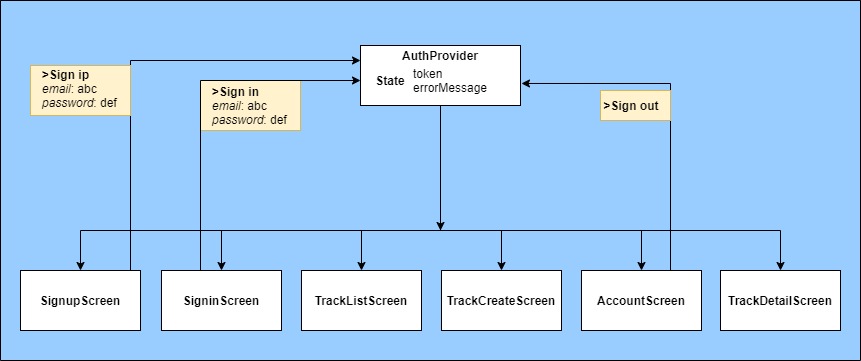 AuthProvider
State
token
errorMessage
>Sign ip
email: abc
password: def
>Sign in
email: abc
password: def
>Sign out
SignupScreen
SigninScreen
TrackListScreen
TrackCreateScreen
AccountScreen
TrackDetailScreen